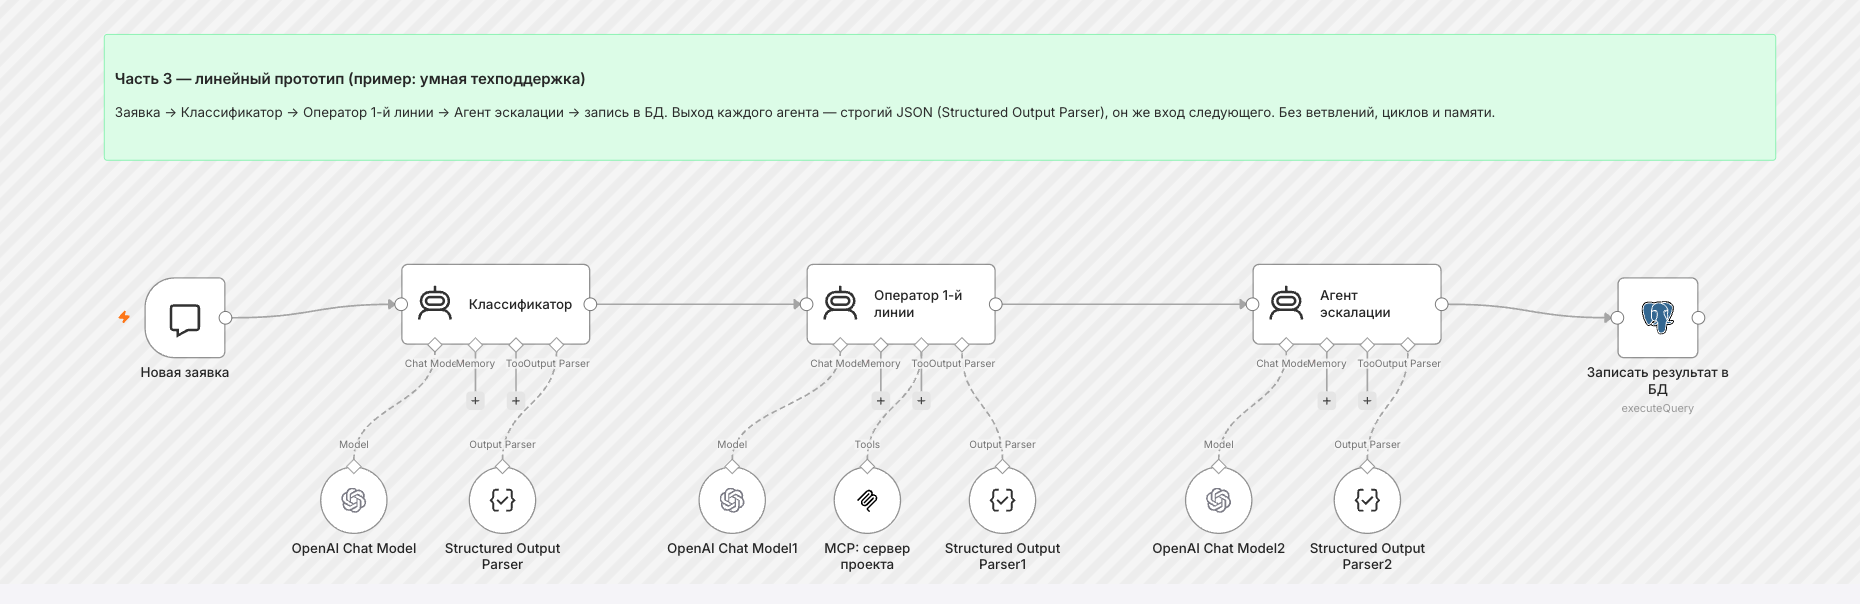 Часть 3 — линейный прототип (пример: умная техподдержка)
Заявка → Классификатор → Оператор 1-й линии → Агент эскалации → запись в БД. Выход каждого агента — строгий JSON (Structured Output Parser), он же вход следующего. Без ветвлений, циклов и памяти.
Новая заявка
Классификатор
Chat Mode
Memory
Too
Output Parser
Оператор 1-й
линии
Chat Mode
Memory
Too
Output Parser
Агент
эскалации
Chat Mode
Memory
Too
Output Parser
Записать результат в
БД
executeQuery
Model
Output Parser
Model
Tools
Output Parser
Model
Output Parser
OpenAI Chat Model
Structured Output
Parser
OpenAI Chat Model1
MCP: сервер
проекта
Structured Output
Parser1
OpenAI Chat Model2
Structured Output
Parser2